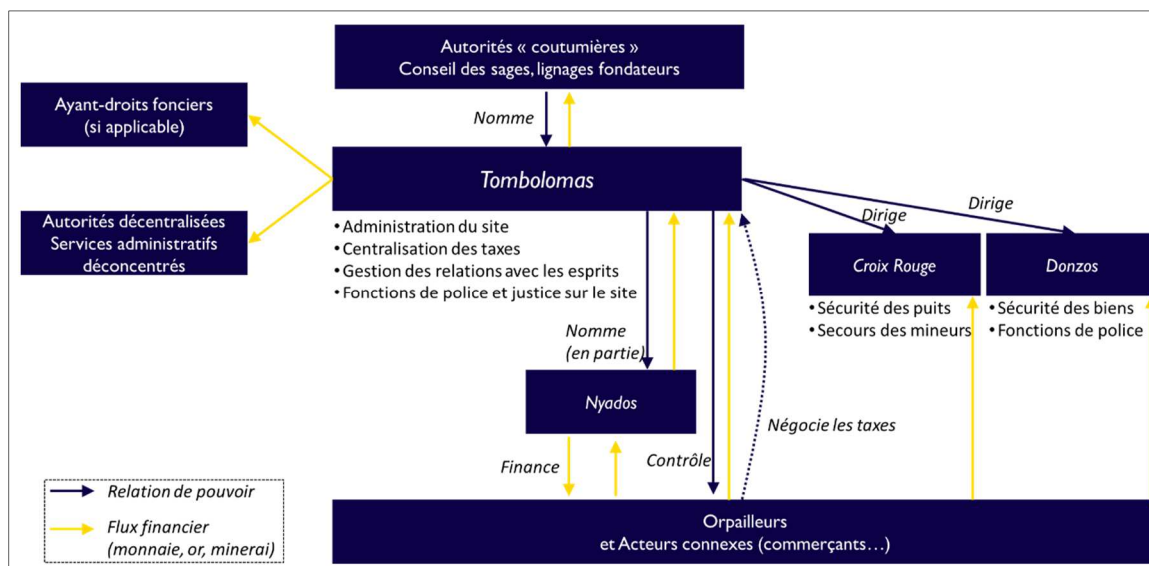 Autorités « coutumières »
Conseil des sages, lignages fondateurs
Ayant-droits fonciers
(si applicable)
Nomme
Tombolomas
Autorités décentralisées
Services administratifs
déconcentrés
• Administration du site
• Centralisation des taxes
• Gestion des relations avec les esprits
• Fonctions de police et justice sur le site
Dirige
Dirige
Croix Rouge
Donzos
• Sécurité des puits
• Secours des mineurs
• Sécurité des biens
• Fonctions de police
Nomme
(en partie)
Nyados
Négocie les taxes
Finance
Contrôle
Relation de pouvoir
Flux financier
(monnaie, or, minerai)
Orpailleurs
et Acteurs connexes (commerçants…)